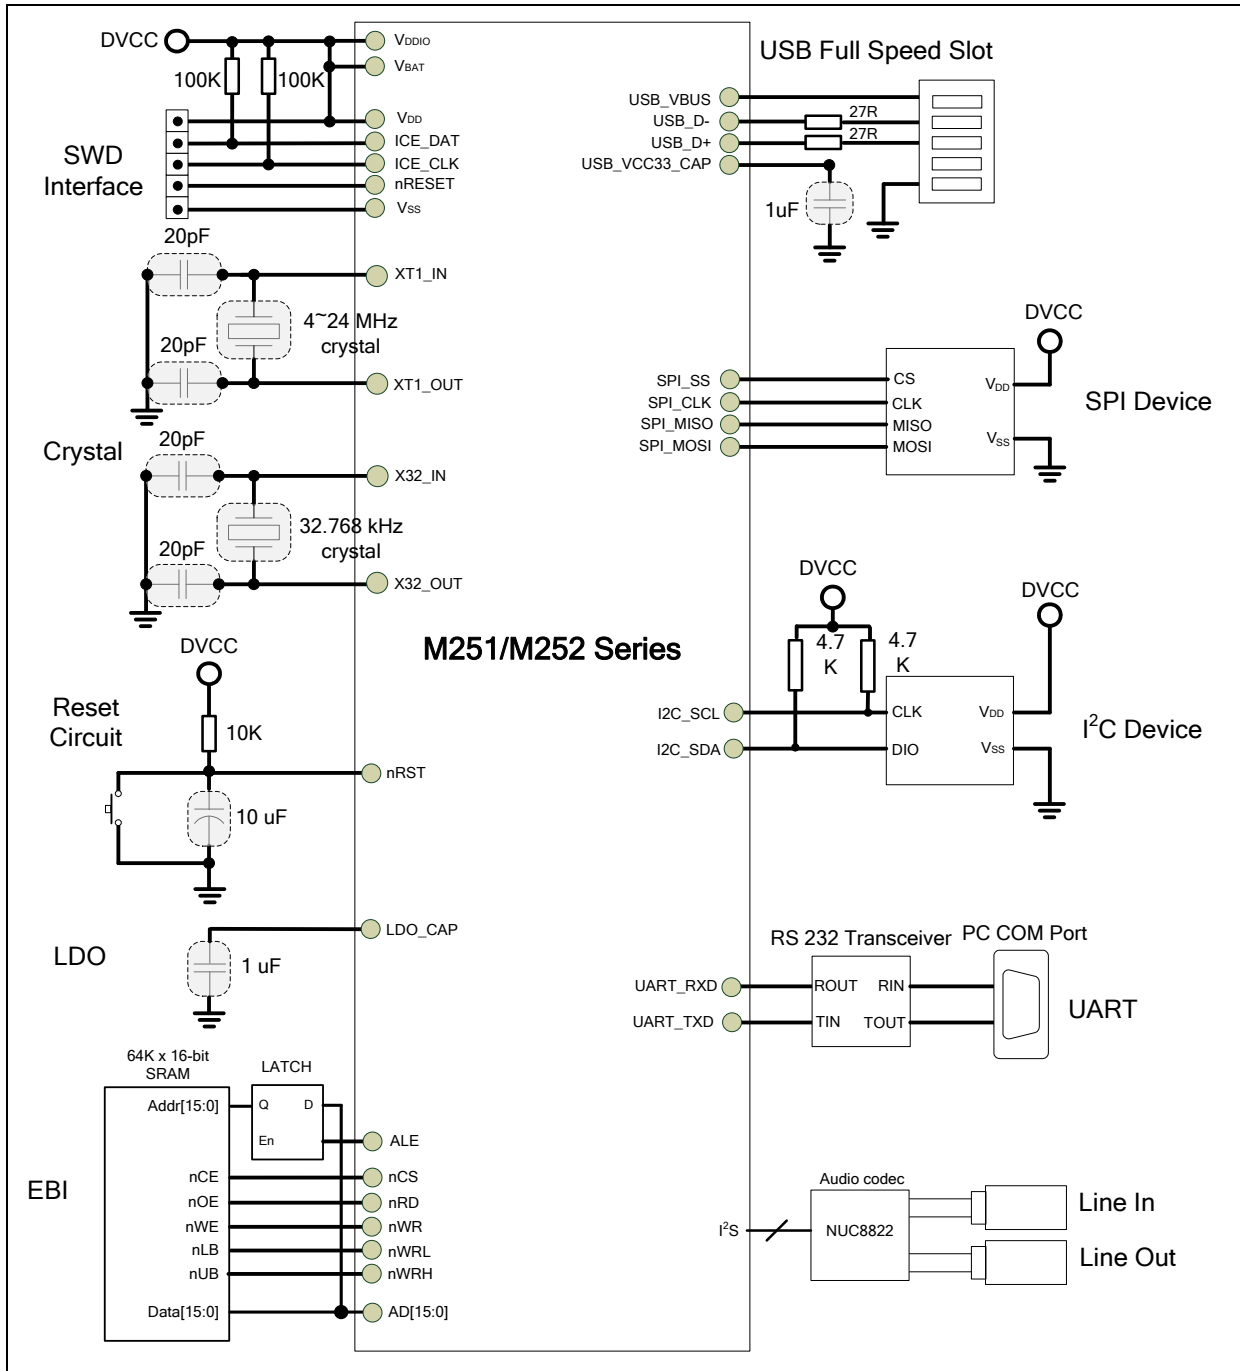 DVCC
100K
100K
SWD
Interface
VDDIO
VBAT
VDD
ICE_DAT
ICE_CLK
nRESET
VSS
USB Full Speed Slot
USB_VBUS
USB_D-
USB_D+
USB_VCC33_CAP
27R
27R
1uF
20pF
XT1_IN
4~24 MHz
crystal
20pF
XT1_OUT
Crystal
20pF
X32_IN
32.768 kHz
crystal
20pF
X32_OUT
DVCC
SPI_SS
SPI_CLK
SPI_MISO
SPI_MOSI
CS
CLK
MISO
MOSI
VDD
VSS
SPI Device
M251/M252 Series
DVCC
Reset
Circuit
10K
nRST
10 uF
DVCC
4.7
K
4.7
K
DVCC
I2C_SCL
I2C_SDA
CLK
DIO
VDD
VSS
I²C Device
LDO
LDO_CAP
1 uF
RS 232 Transceiver
PC COM Port
UART_RXD
UART_TXD
ROUT
RIN
TIN
TOUT
UART
64K x 16-bit
SRAM
LATCH
Addr[15:0]
Q
D
En
ALE
EBI
nCE
nCS
nOE
nRD
nWE
nWR
nLB
nWRL
nUB
nWRH
Data[15:0]
AD[15:0]
Audio codec
I²S
NUC8822
Line In
Line Out